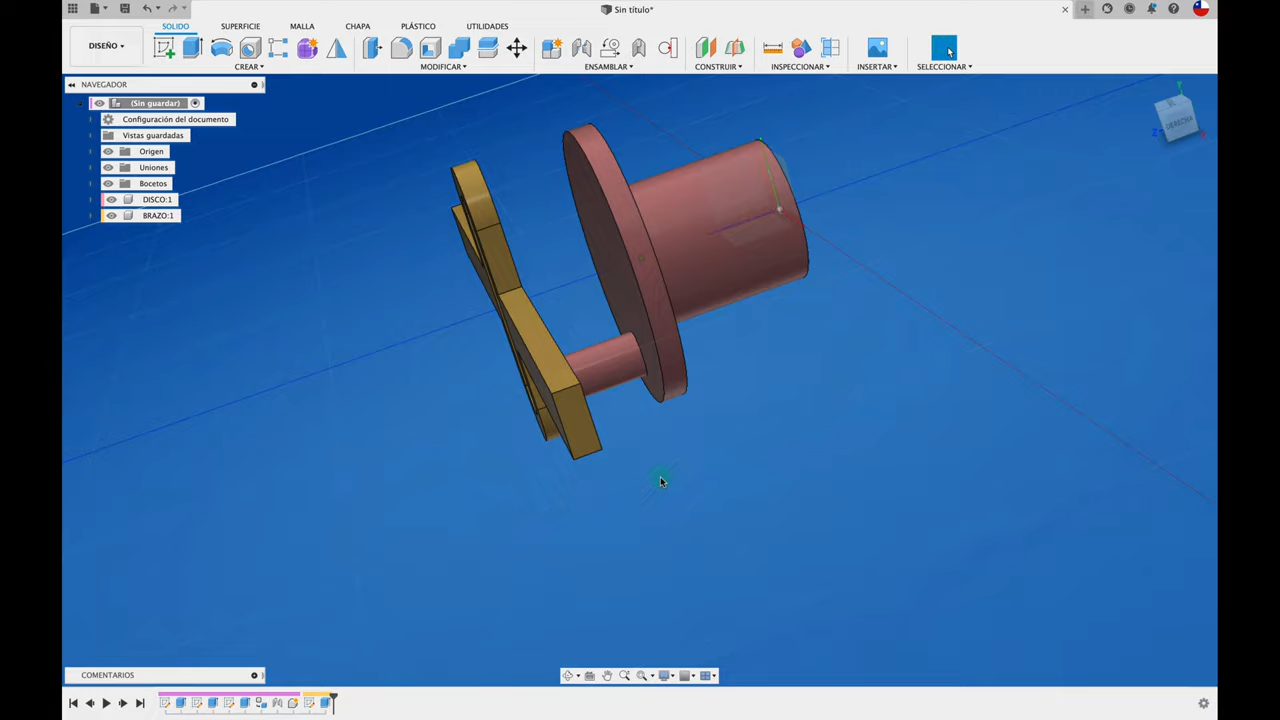 Sin título*
DISEÑO
SOLIDO
SUPERFICIE
MALLA
CHAPA
PLÁSTICO
UTILIDADES
CREAR
MODIFICAR
ENSAMBLAR
CONSTRUIR
INSPECCIONAR
INSERTAR
SELECCIONAR
NAVEGADOR
(Sin guardar)
Configuración del documento
Vistas guardadas
Origen
Uniones
Bocetos
DISCO:1
BRAZO:1
Y
Z
DERECHA
COMENTARIOS